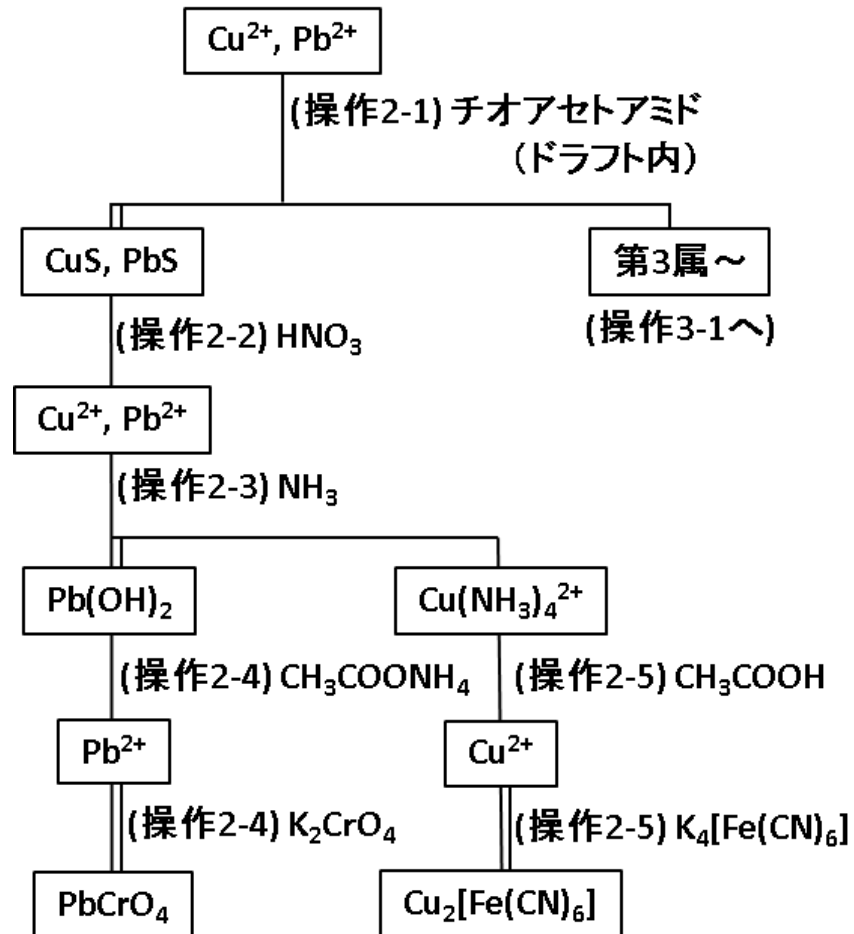 Cu²⁺, Pb²⁺
(操作2-1) チオアセトアミド
（ドラフト内）
CuS, PbS
第3属～
(操作2-2) HNO₃
(操作3-1へ)
Cu²⁺, Pb²⁺
(操作2-3) NH₃
Pb(OH)₂
Cu(NH₃)₄²⁺
(操作2-4) CH₃COONH₄
(操作2-5) CH₃COOH
Pb²⁺
Cu²⁺
(操作2-4) K₂CrO₄
(操作2-5) K₄[Fe(CN)₆]
PbCrO₄
Cu₂[Fe(CN)₆]